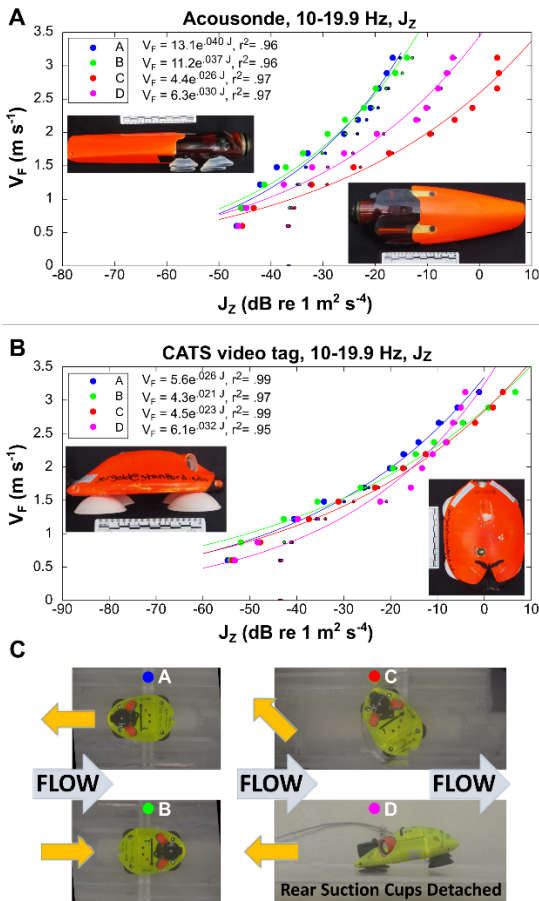 A
Acousonde, 10-19.9 Hz, JZ
A VF = 13.1e^.040 J, r²= .96
B VF = 11.2e^.037 J, r²= .96
C VF = 4.4e^.026 J, r²= .97
D VF = 6.3e^.030 J, r²= .97
VF (m s⁻¹)
3.5
3
2.5
2
1.5
1
0.5
0
-80 -70 -60 -50 -40 -30 -20 -10 0 10
JZ (dB re 1 m² s⁻⁴)
B
CATS video tag, 10-19.9 Hz, JZ
A VF = 5.6e^.026 J, r²= .99
B VF = 4.3e^.021 J, r²= .97
C VF = 4.5e^.023 J, r²= .99
D VF = 6.1e^.032 J, r²= .95
VF (m s⁻¹)
3.5
3
2.5
2
1.5
1
0.5
0
-90 -80 -70 -60 -50 -40 -30 -20 -10 0 10
JZ (dB re 1 m² s⁻⁴)
C
A
C
FLOW
FLOW
FLOW
B
D
Rear Suction Cups Detached